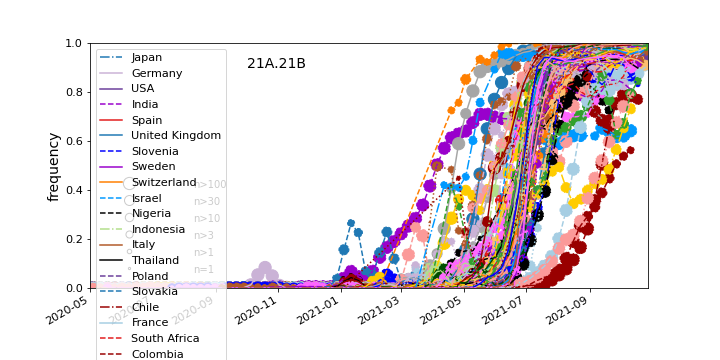 21A.21B
frequency
1.0
0.8
0.6
0.4
0.2
0.0
2020-05
2020-09
2020-11
2021-01
2021-03
2021-05
2021-07
2021-09
Japan
Germany
USA
India
Spain
United Kingdom
Slovenia
Sweden
Switzerland
Israel
Nigeria
Indonesia
Italy
Thailand
Poland
Slovakia
Chile
France
South Africa
Colombia
n>100
n>30
n>10
n>3
n>1
n=1